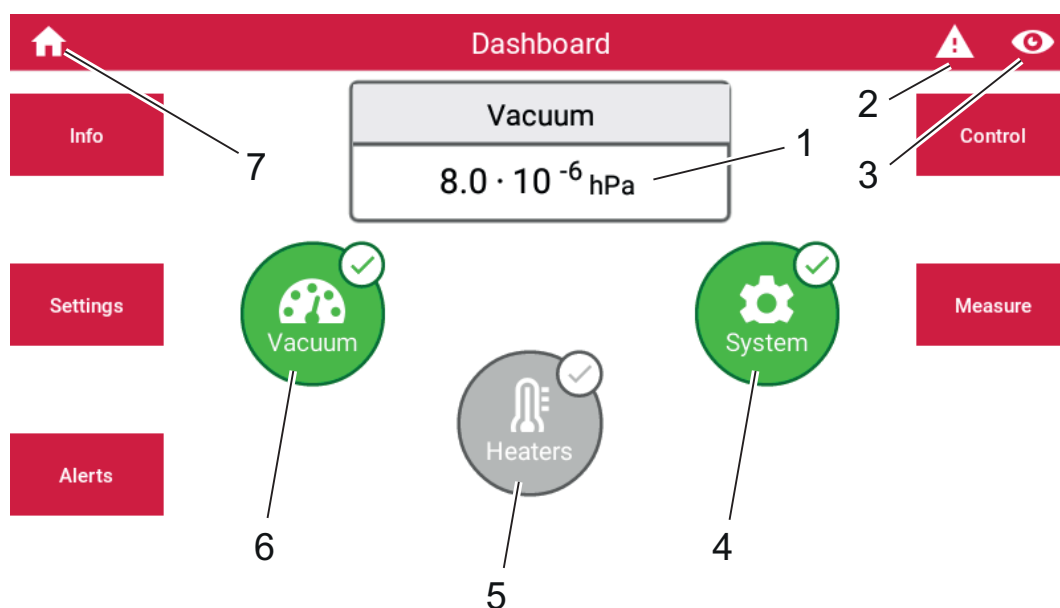 Dashboard
2
3
Info
Vacuum
1
Control
7
8.0 · 10 -6 hPa
Settings
Vacuum
System
Measure
Heaters
Alerts
6
4
5